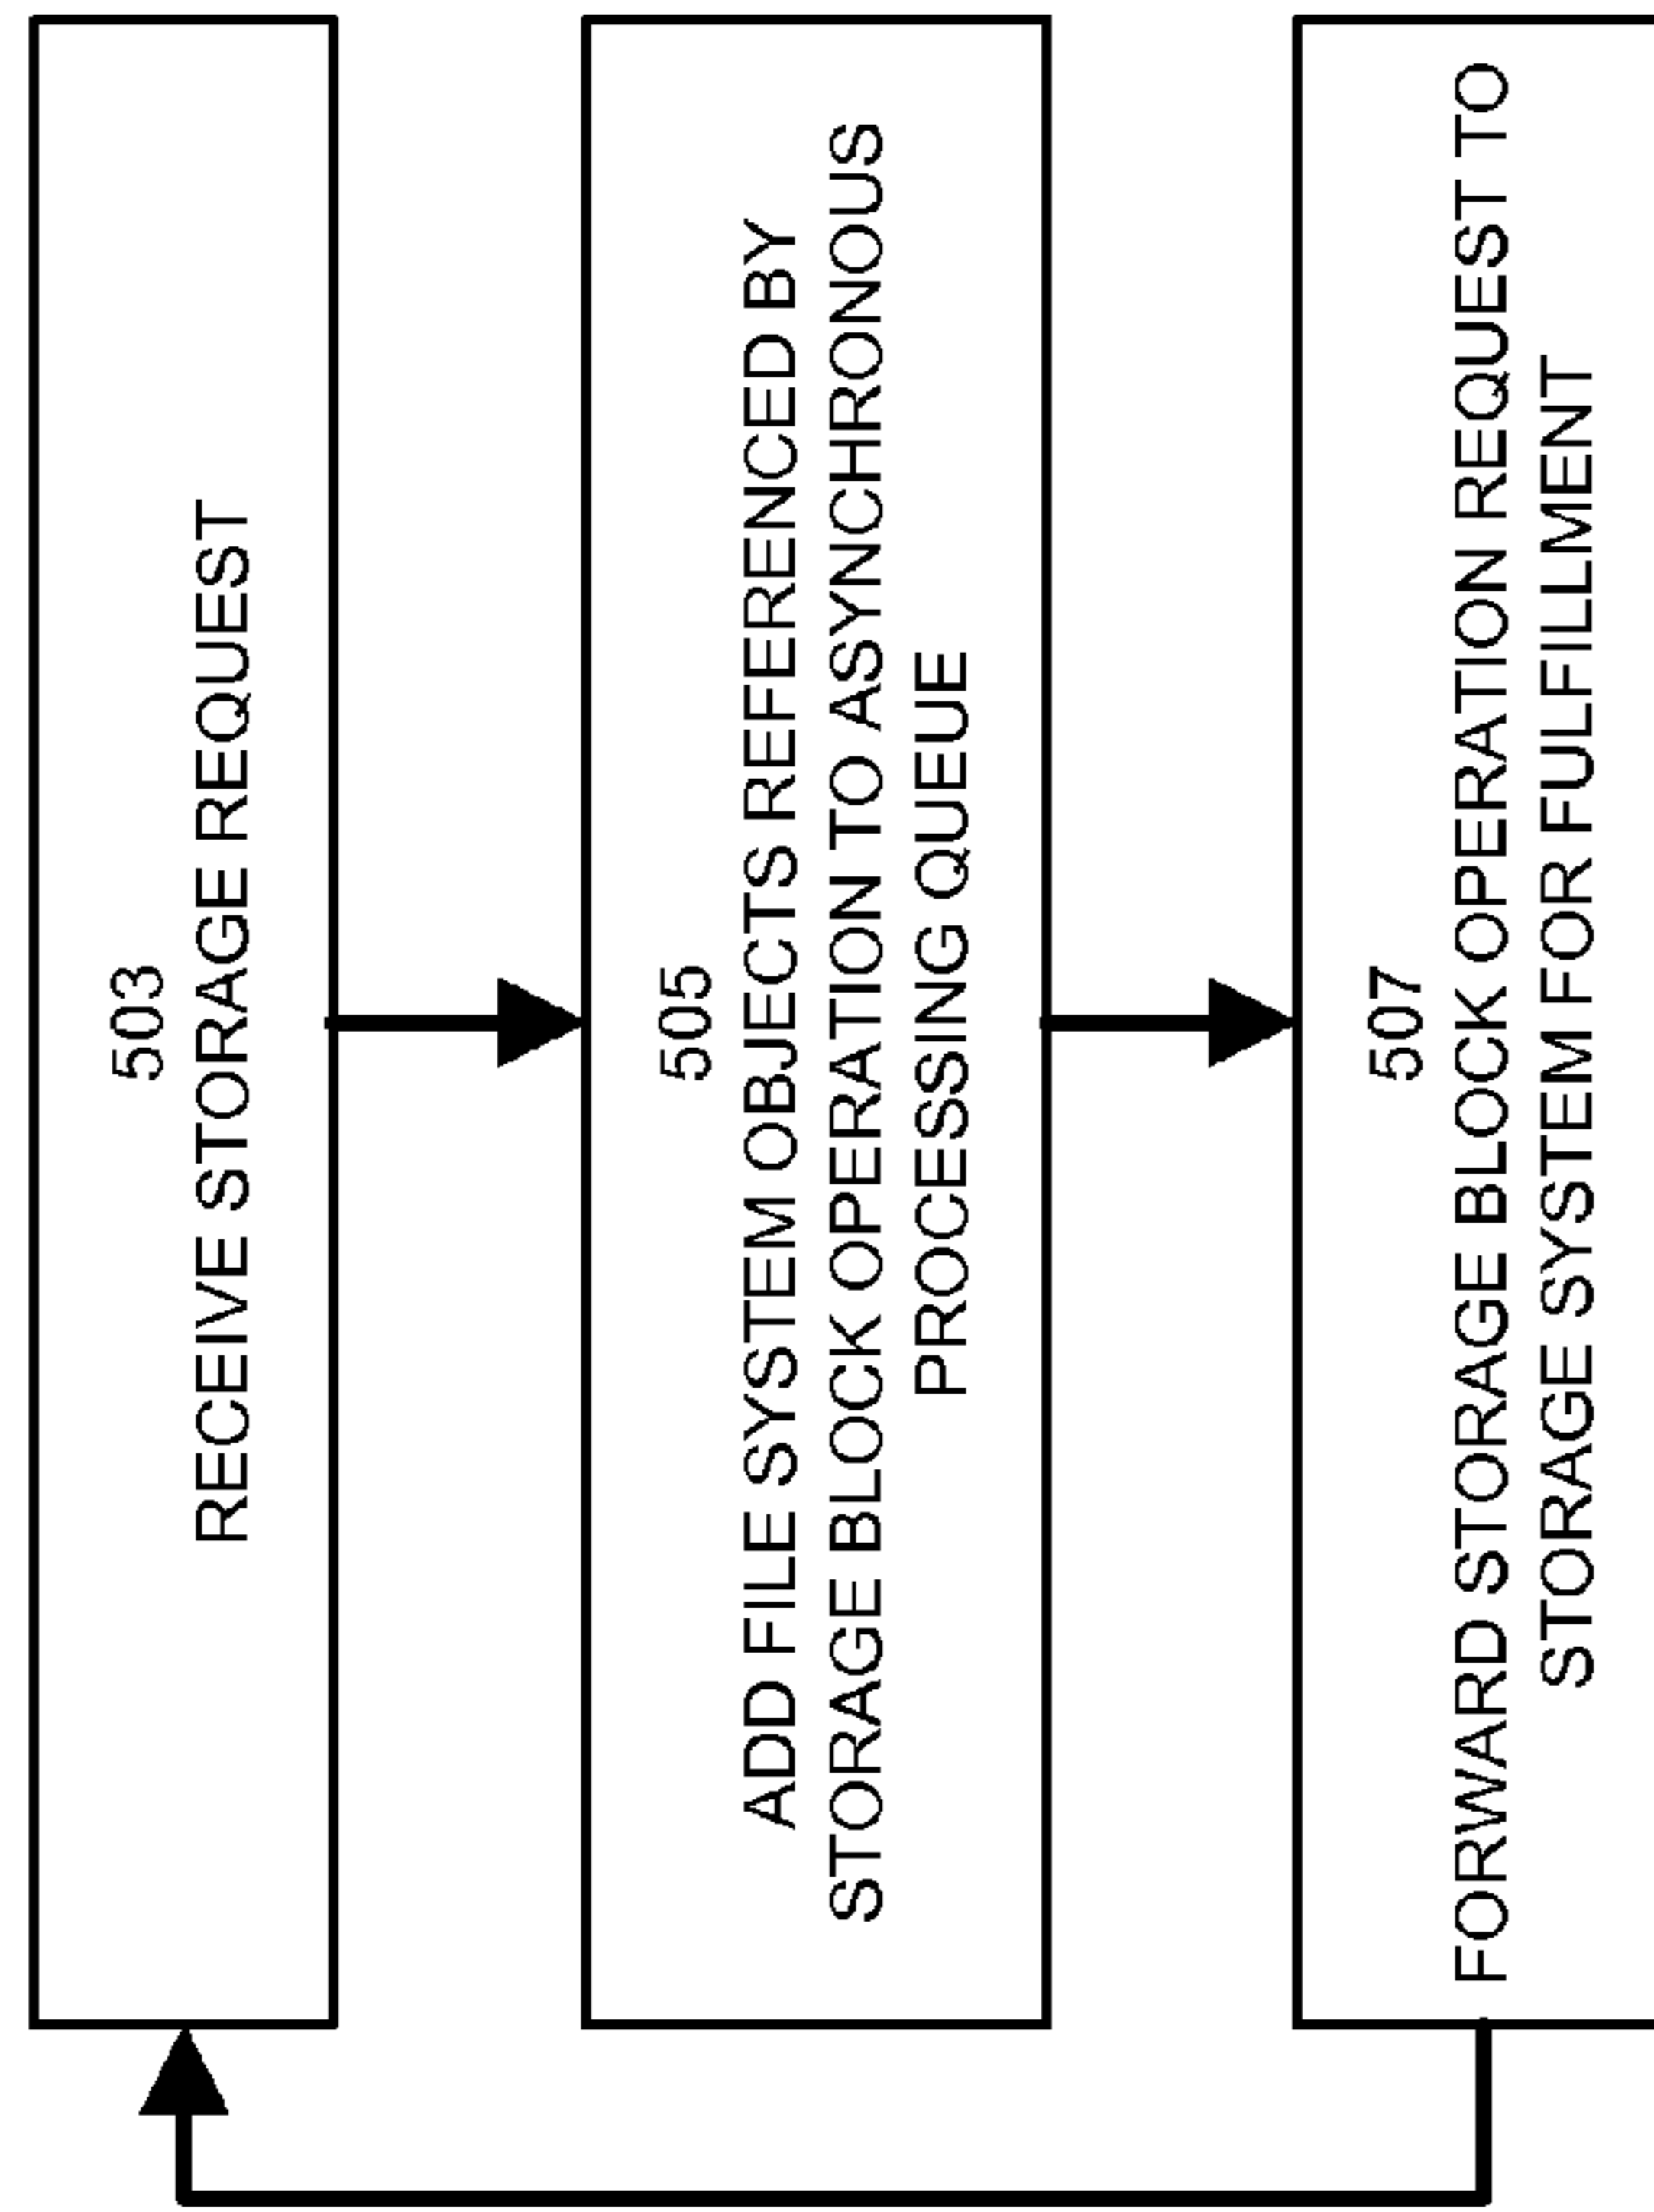 503
RECEIVE STORAGE REQUEST
505
ADD FILE SYSTEM OBJECTS REFERENCED BY
STORAGE BLOCK OPERATION TO ASYNCHRONOUS
PROCESSING QUEUE
507
FORWARD STORAGE BLOCK OPERATION REQUEST TO
STORAGE SYSTEM FOR FULFILLMENT